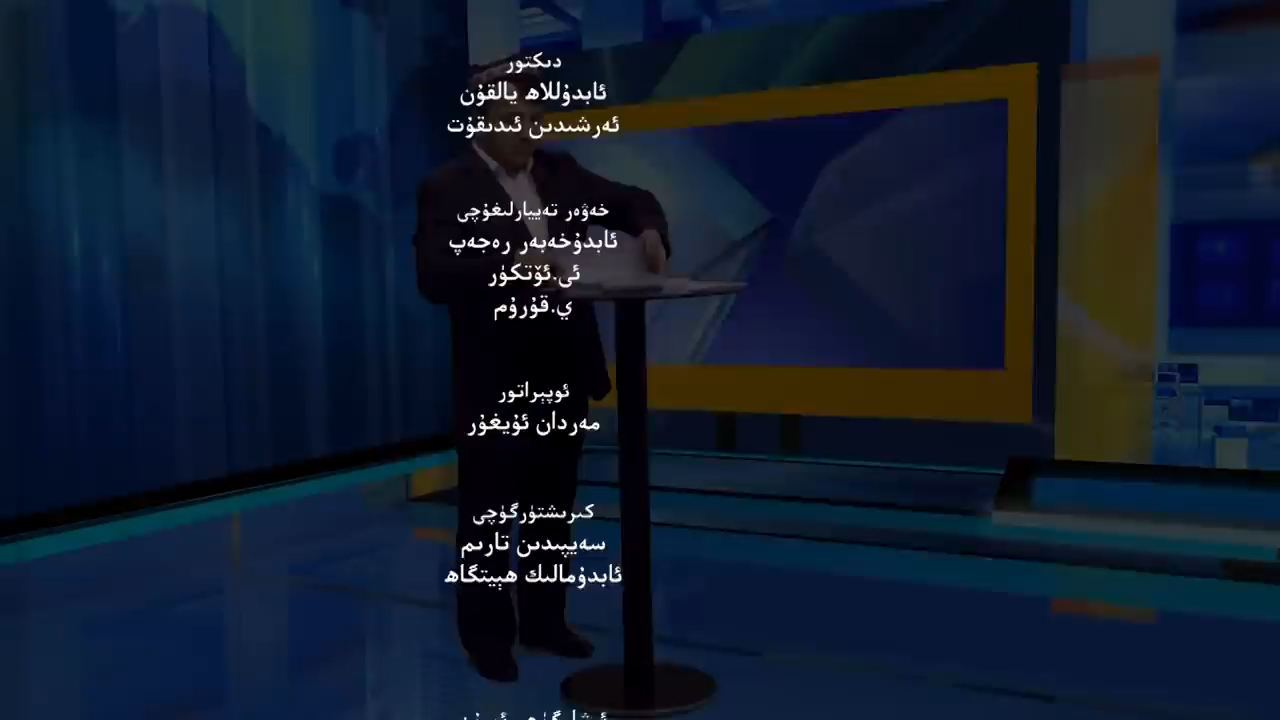 دىكتور
ئابدۇللاھ يالقۇن
ئەرشىدىن ئىدىقۇت
خەۋەر تەييارلىغۇچى
ئابدۇخەبەر رەجەپ
ئى.ئۆتكۈر
ي.قۇرۇم
ئوپېراتور
مەردان ئۇيغۇر
كىرىشتۈرگۈچى
سەيپىدىن تارىم
ئابدۇمالىك ھېيتگاھ